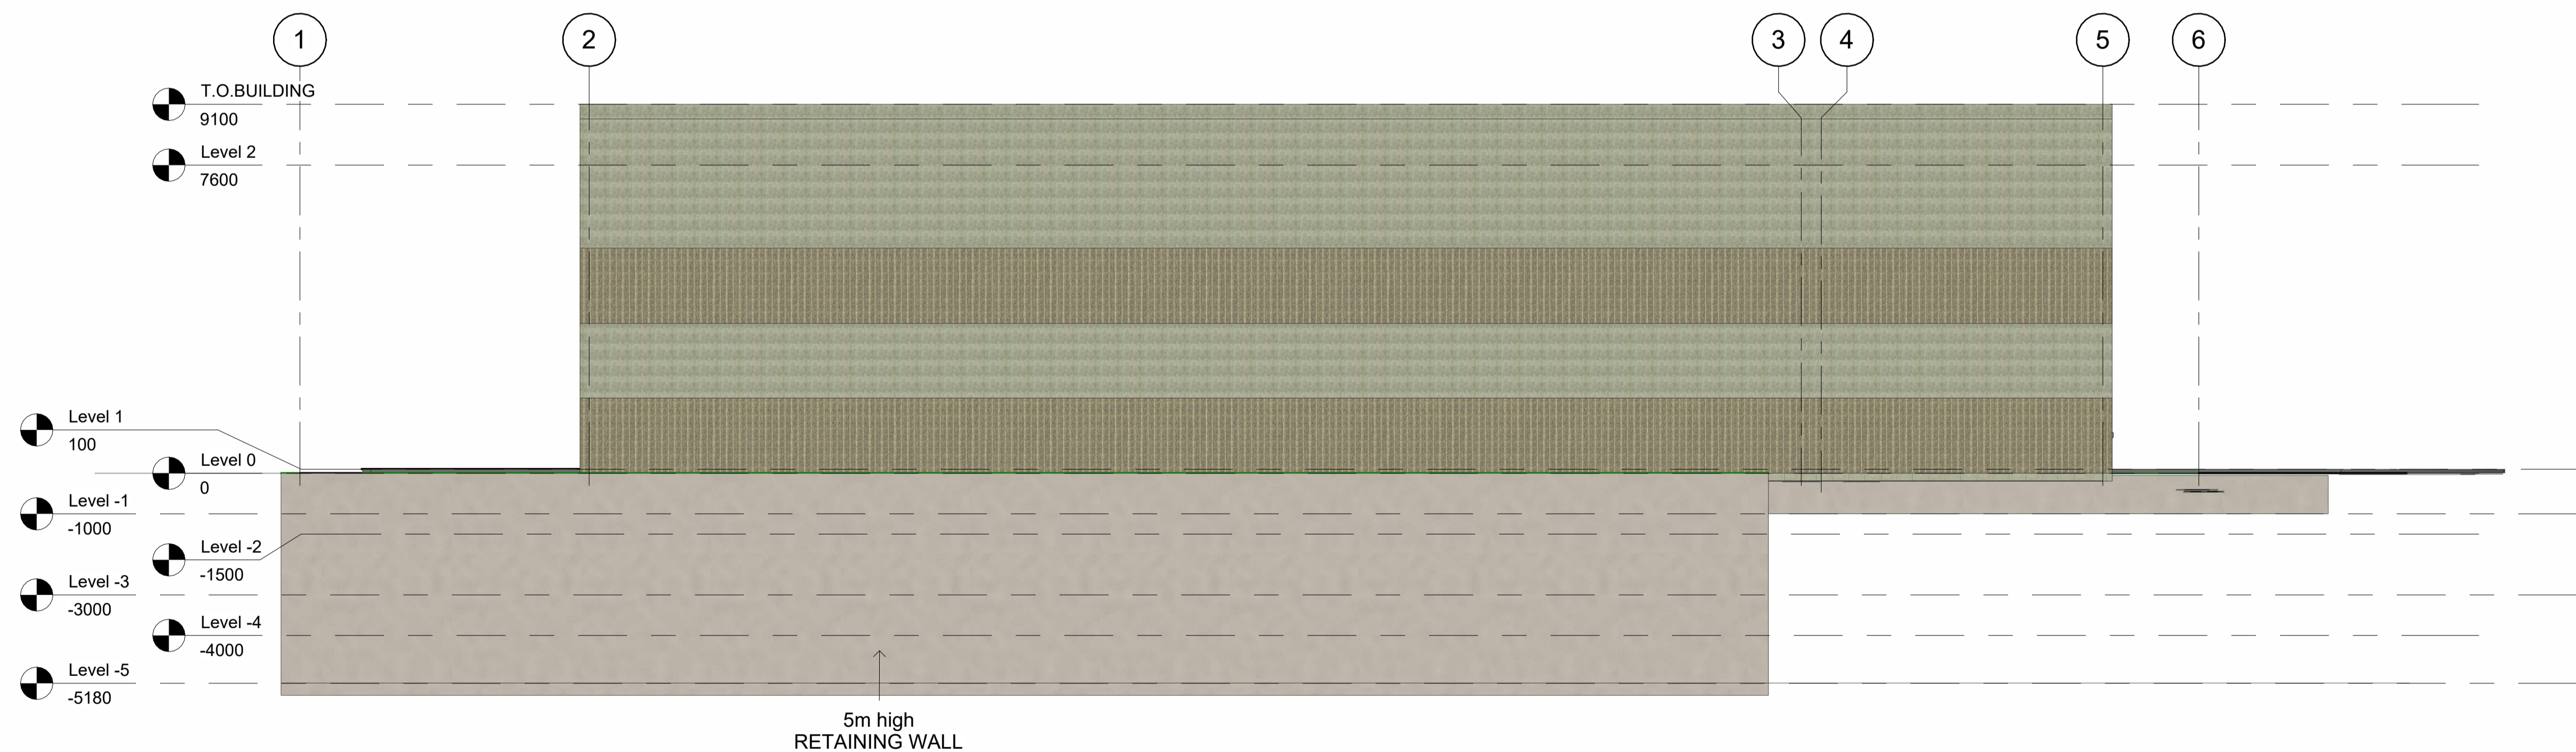 1
2
3
4
5
6
T.O.BUILDING
9100
Level 2
7600
Level 1
100
Level 0
0
Level -1
-1000
Level -2
-1500
Level -3
-3000
Level -4
-4000
Level -5
-5180
5m high
RETAINING WALL